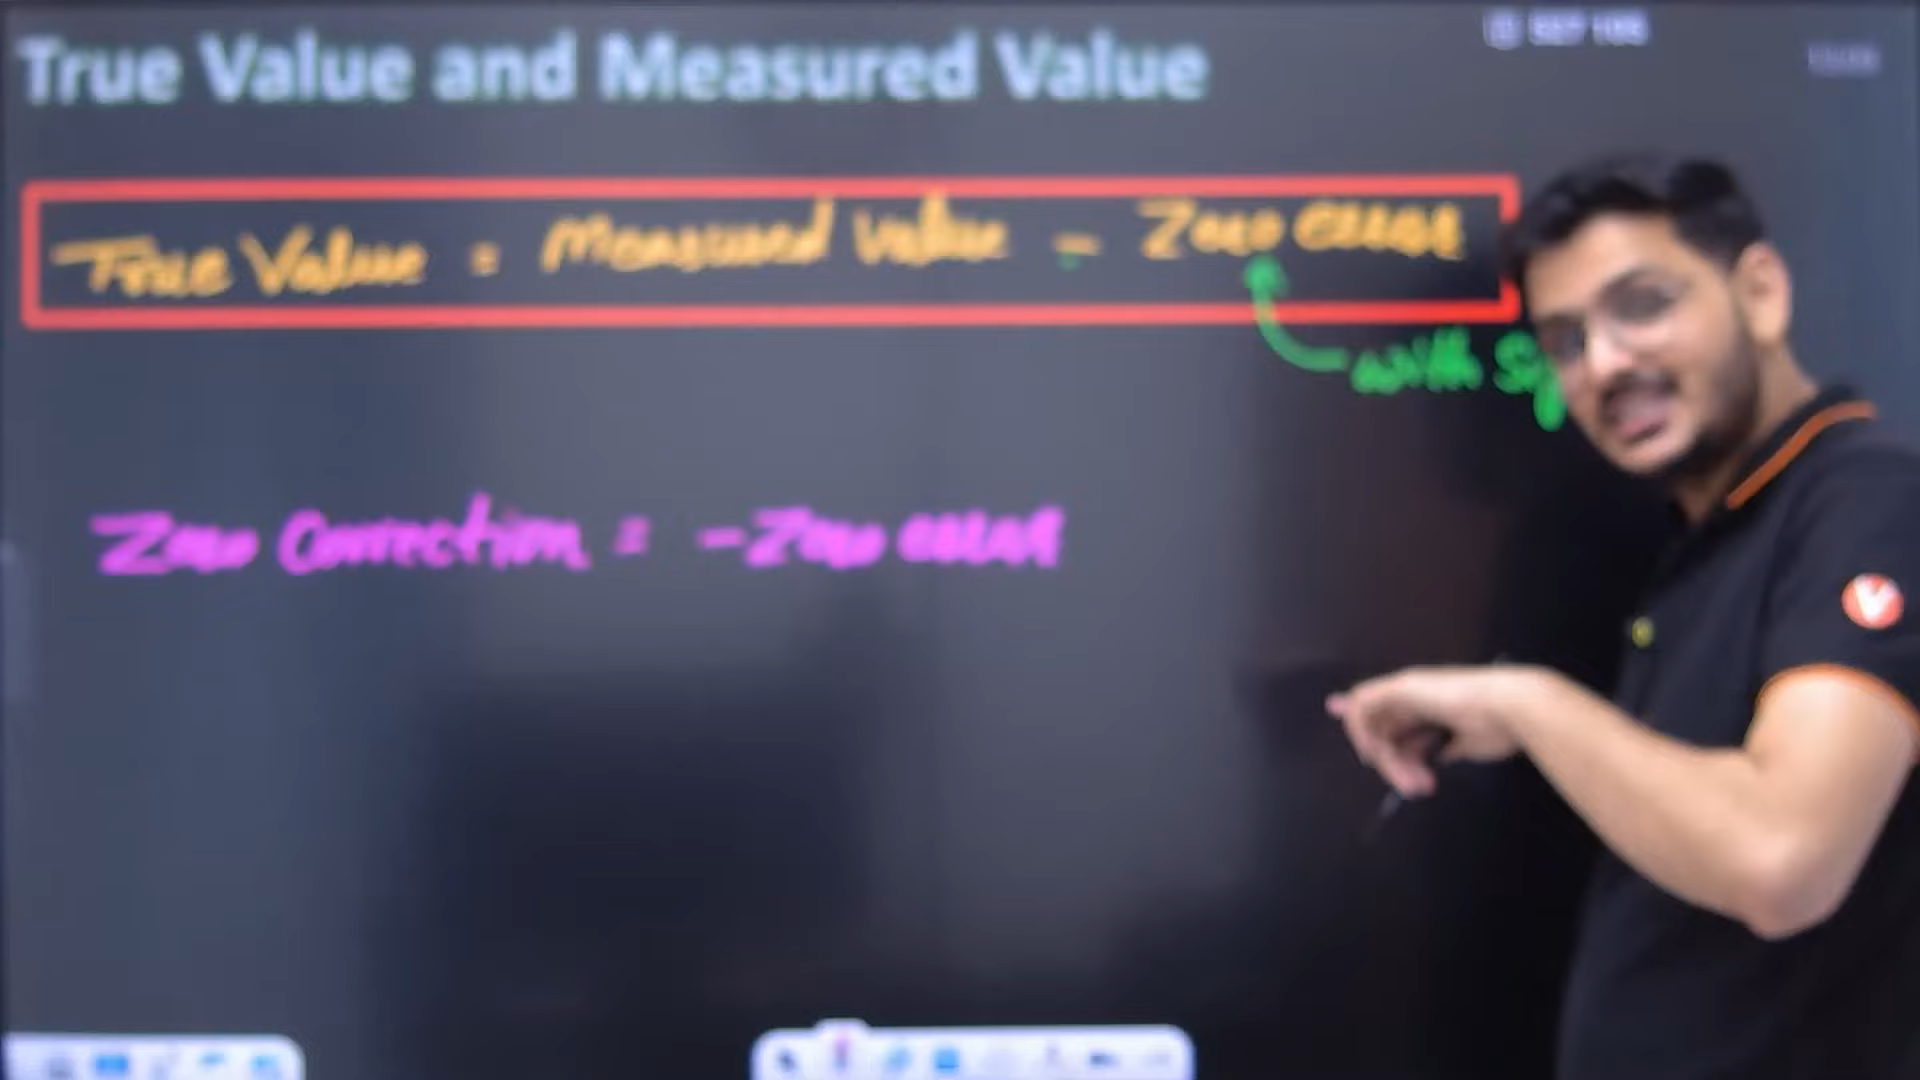 True Value and Measured Value
True Value = Measured value - Zero error
with
Zero Correction = - Zero error
V